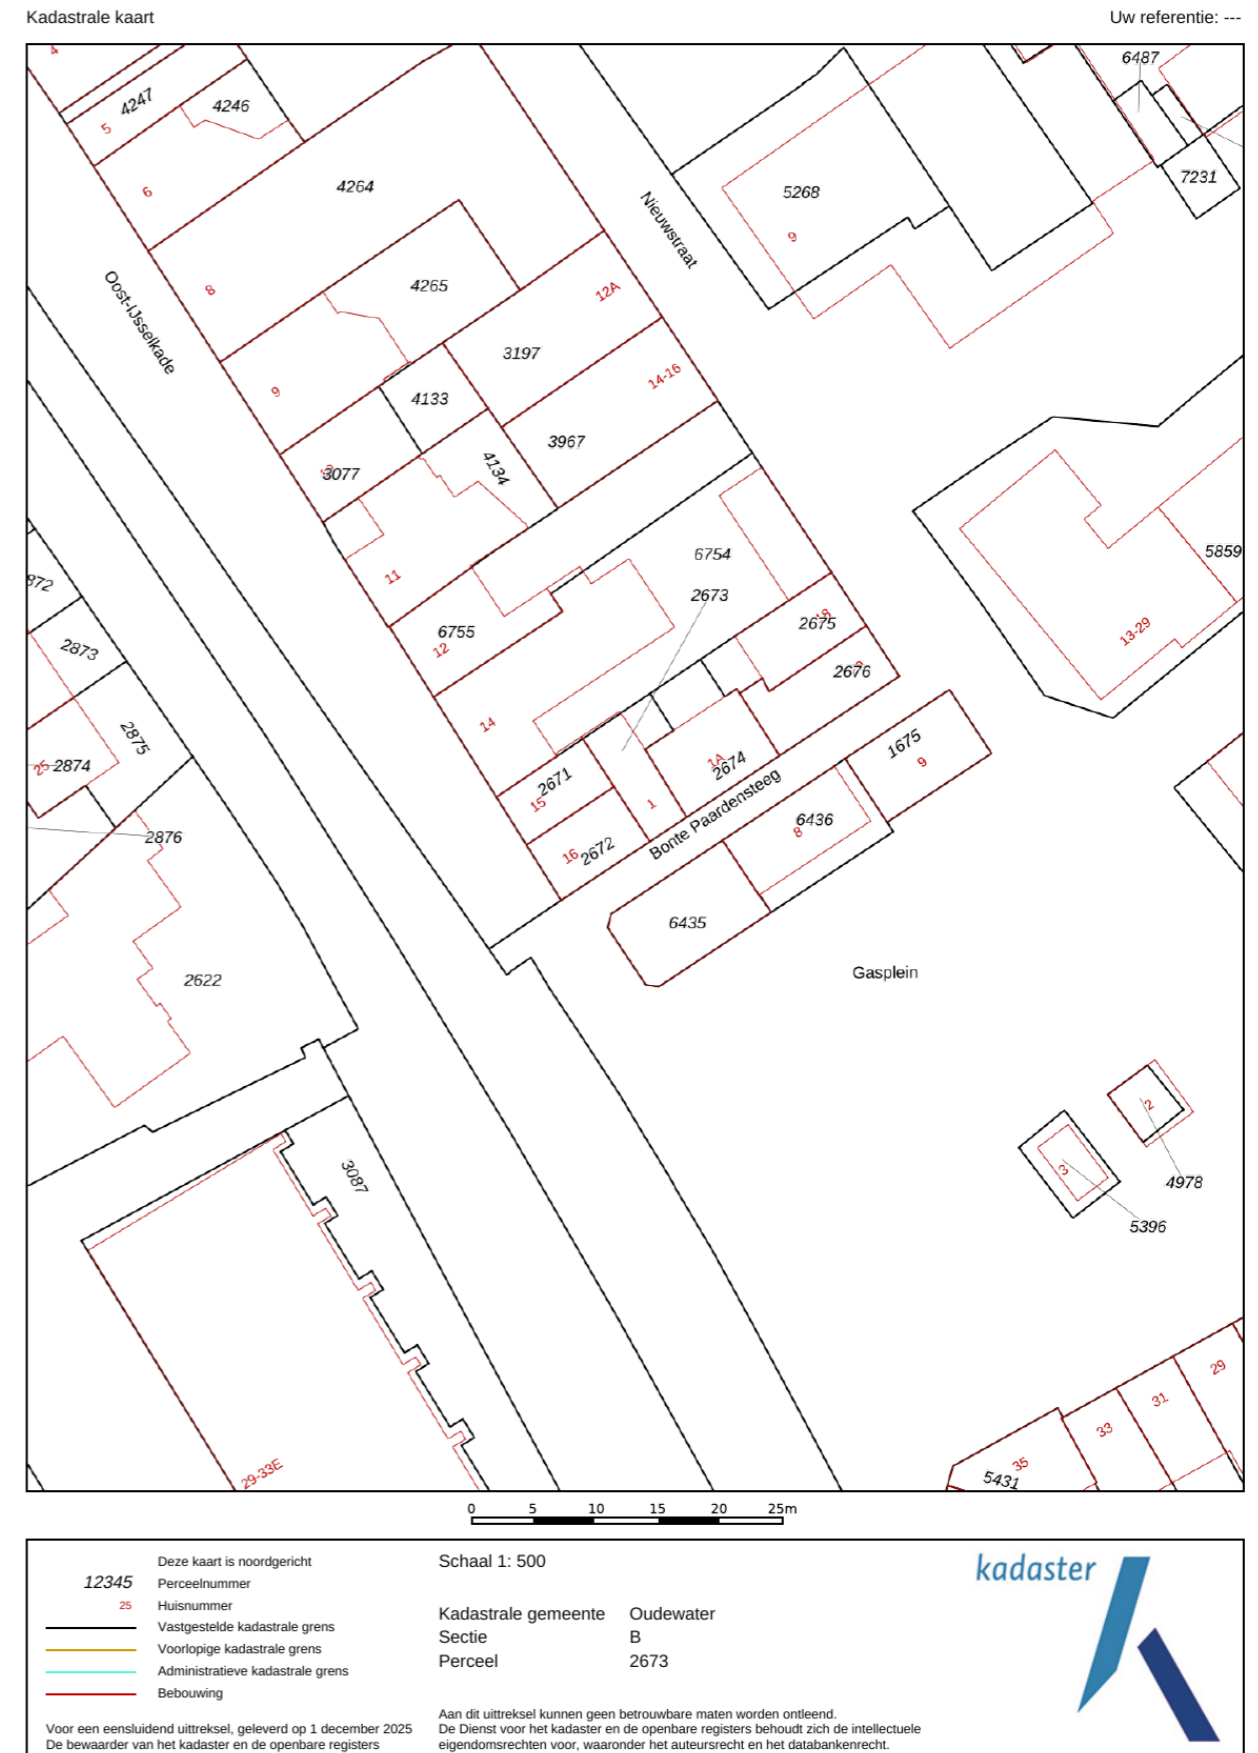 Kadastrale kaart
Uw referentie: ---
4
4247
5
4246
6487
7231
6
4264
5268
9
Nieuwstraat
8
Oost-IJsselkade
4265
12A
3197
9
4133
14-16
3967
3077
4134
5859
11
6754
872
2673
13-29
6755
12
18
2675
2873
2676
14
2875
25
2874
1A
2674
1675
9
2671
15
1
Bonte Paardensteeg
6436
8
2876
16
2672
6435
Gasplein
2622
2
3
4978
3087
5396
29
31
33
35
5431
29-33E
0 5 10 15 20 25m
Deze kaart is noordgericht
12345 Perceelnummer
25 Huisnummer
Vastgestelde kadastrale grens
Voorlopige kadastrale grens
Administratieve kadastrale grens
Bebouwing
Voor een eensluidend uittreksel, geleverd op 1 december 2025
De bewaarder van het kadaster en de openbare registers
Schaal 1: 500
Kadastrale gemeente Oudewater
Sectie B
Perceel 2673
Aan dit uittreksel kunnen geen betrouwbare maten worden ontleend.
De Dienst voor het kadaster en de openbare registers behoudt zich de intellectuele
eigendomsrechten voor, waaronder het auteursrecht en het databankenrecht.
kadaster